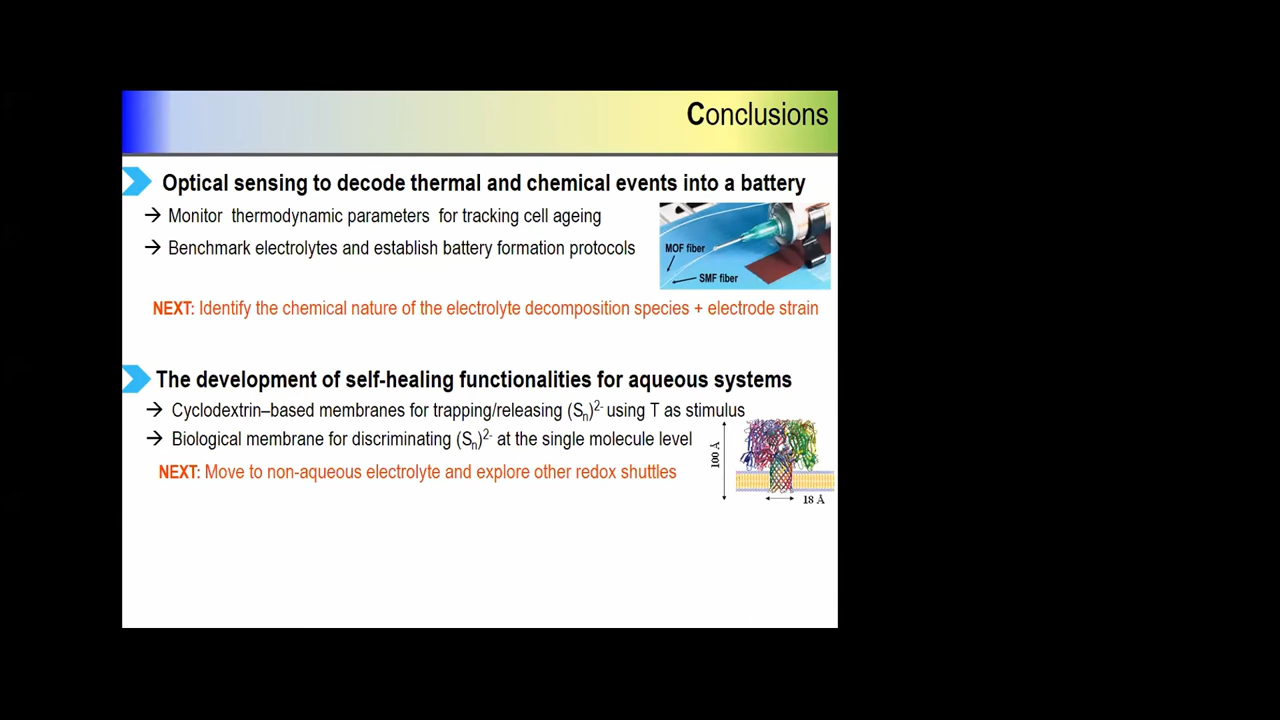 Conclusions
Optical sensing to decode thermal and chemical events into a battery
→ Monitor thermodynamic parameters for tracking cell ageing
→ Benchmark electrolytes and establish battery formation protocols
MOF fiber
SMF fiber
NEXT: Identify the chemical nature of the electrolyte decomposition species + electrode strain
The development of self-healing functionalities for aqueous systems
→ Cyclodextrin–based membranes for trapping/releasing (Sn)2- using T as stimulus
→ Biological membrane for discriminating (Sn)2- at the single molecule level
NEXT: Move to non-aqueous electrolyte and explore other redox shuttles
100 Å
18 Å